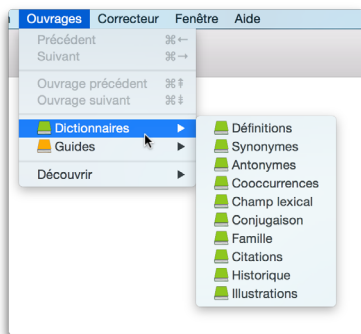 Ouvrages Correcteur Fenêtre Aide
Précédent ⌘←
Suivant ⌘→
Ouvrage précédent ⌘⇞
Ouvrage suivant ⌘⇟
Dictionnaires ▶
Guides ▶
Découvrir ▶
Définitions
Synonymes
Antonymes
Cooccurrences
Champ lexical
Conjugaison
Famille
Citations
Historique
Illustrations